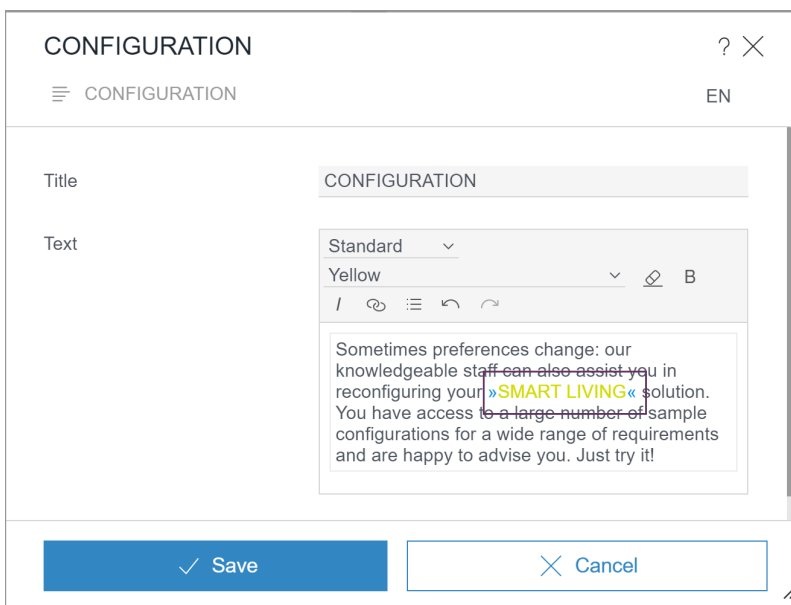 CONFIGURATION
?
CONFIGURATION
EN
Title
CONFIGURATION
Text
Standard
Yellow
B
I
Sometimes preferences change: our
knowledgeable staff can also assist you in
reconfiguring your »SMART LIVING« solution.
You have access to a large number of sample
configurations for a wide range of requirements
and are happy to advise you. Just try it!
Save
Cancel